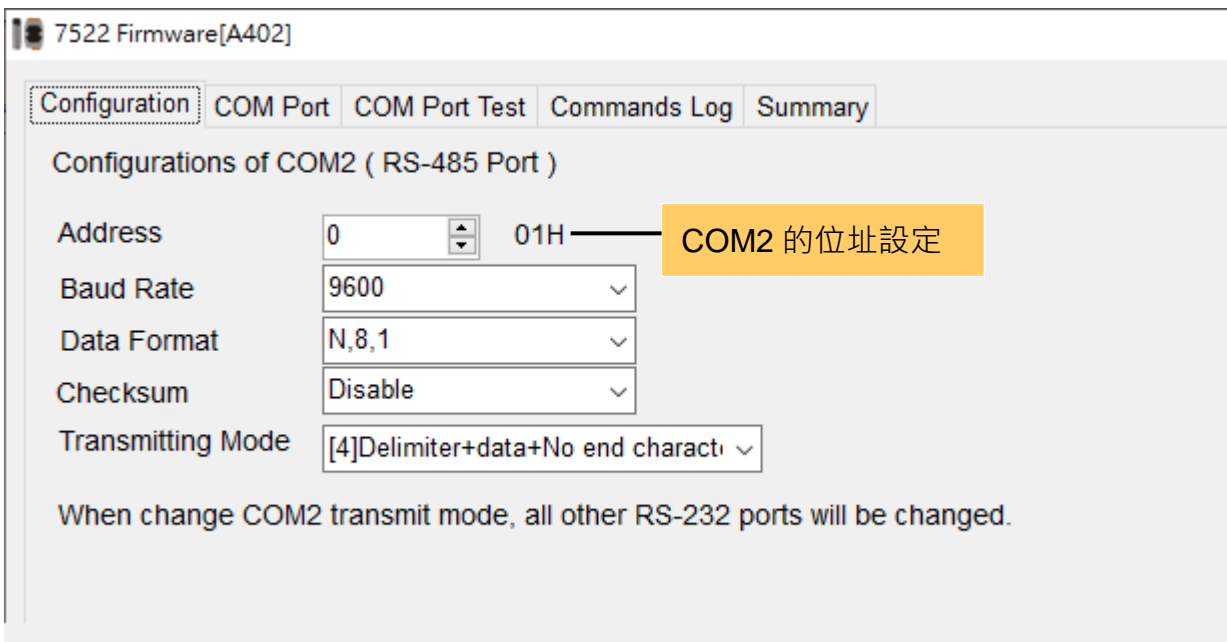 7522 Firmware[A402]
Configuration COM Port COM Port Test Commands Log Summary
Configurations of COM2 ( RS-485 Port )
Address 0 01H COM2 的位址設定
Baud Rate 9600
Data Format N,8,1
Checksum Disable
Transmitting Mode [4]Delimiter+data+No end characte
When change COM2 transmit mode, all other RS-232 ports will be changed.